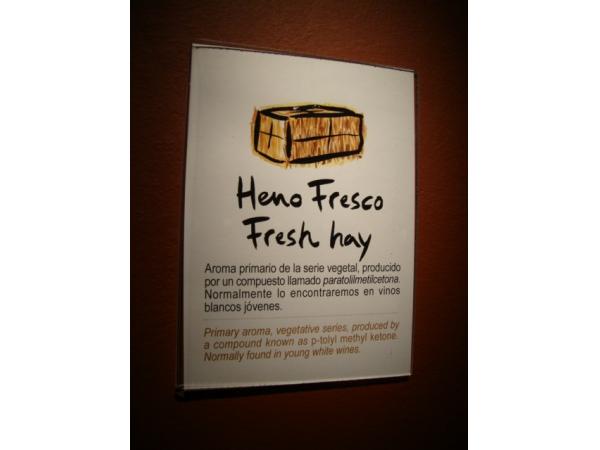 Heno Fresco
Fresh hay
Aroma primario de la serie vegetal, producido
por un compuesto llamado paratolilmetilcetona.
Normalmente lo encontraremos en vinos
blancos jóvenes.
Primary aroma, vegetative series, produced by
a compound known as p-tolyl methyl ketone.
Normally found in young white wines.